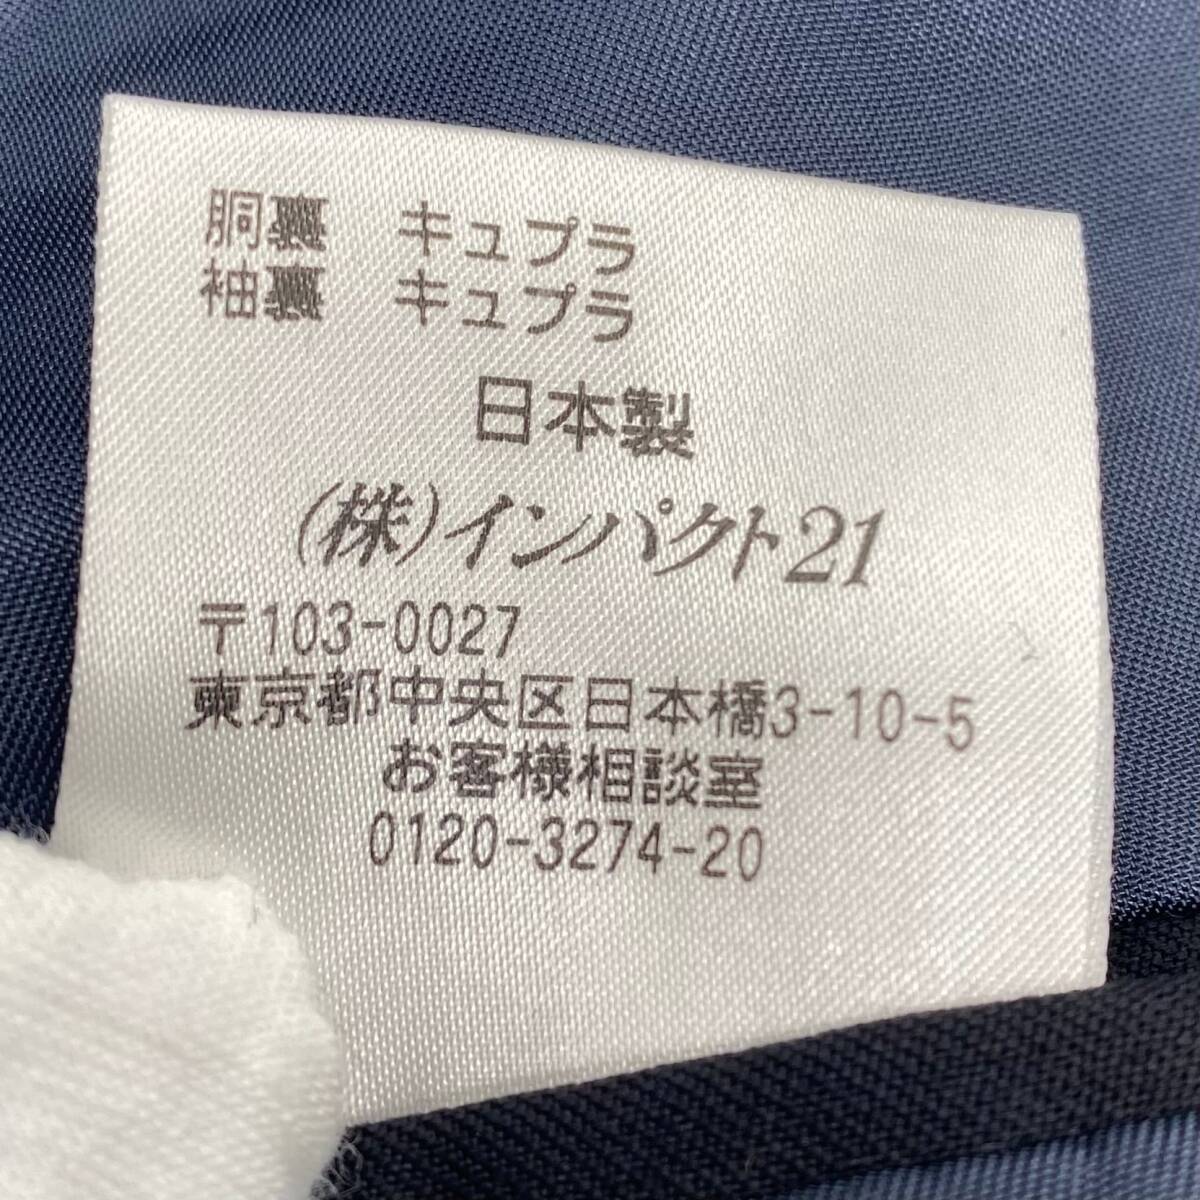 胴裏 キュプラ
袖裏 キュプラ
日本製
(株)インパクト21
〒103-0027
東京都中央区日本橋3-10-5
お客様相談室
0120-3274-20